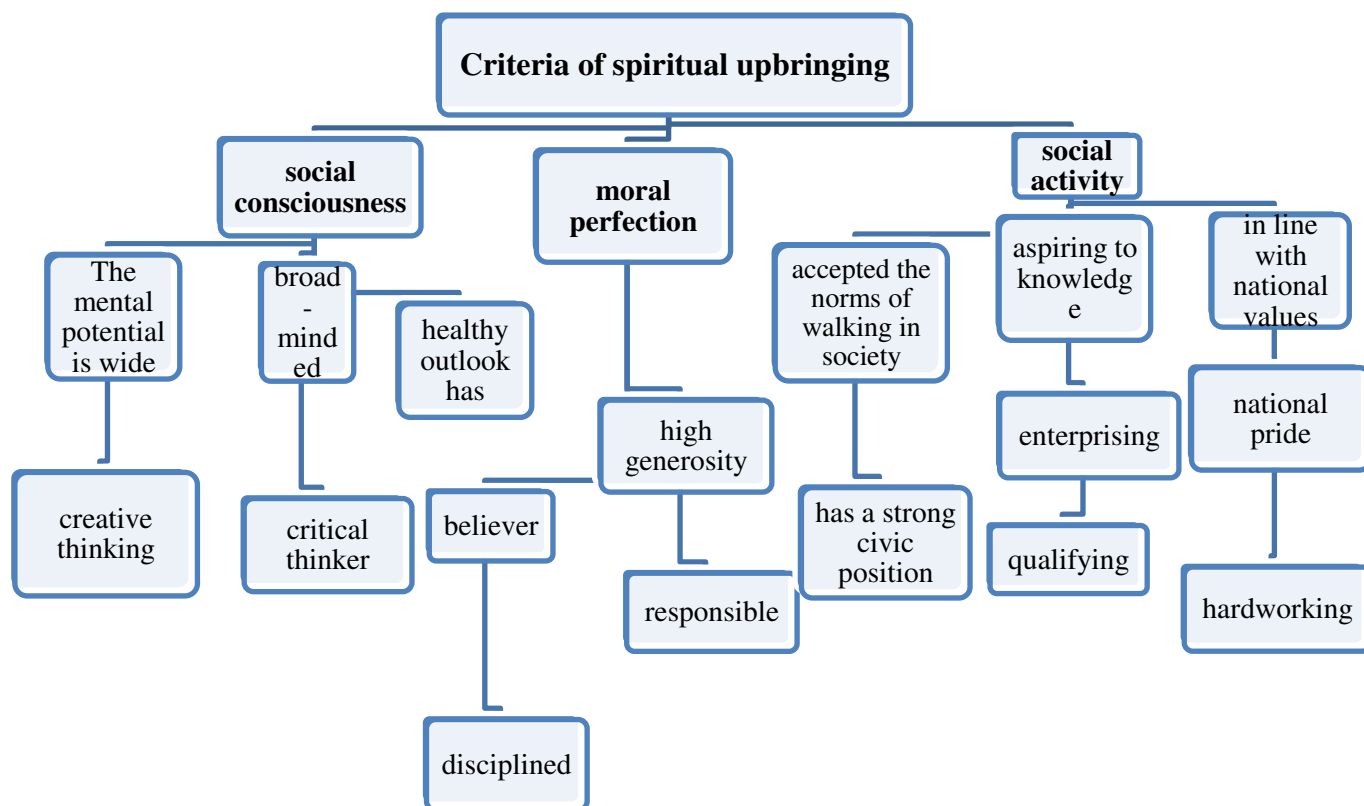 Criteria of spiritual upbringing
social
consciousness
moral
perfection
social
activity
The
mental
potential
is wide
broad
-
mind
ed
healthy
outlook
has
accepted the
norms of
walking in
society
aspiring to
knowledg
e
in line
with
national
values
high
generosity
enterprising
national
pride
creative
thinking
critical
thinker
believer
has a strong
civic
position
qualifying
responsible
hardworking
disciplined